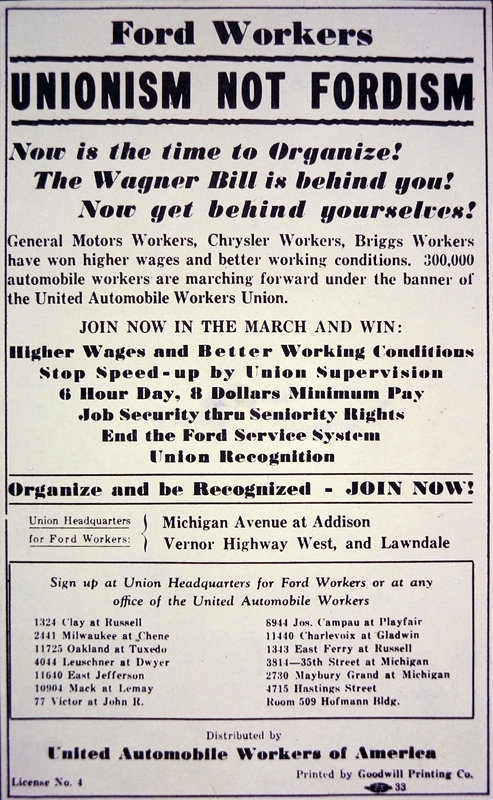 Ford Workers
UNIONISM NOT FORDISM
Now is the time to Organize!
The Wagner Bill is behind you!
Now get behind yourselves!
General Motors Workers, Chrysler Workers, Briggs Workers
have won higher wages and better working conditions. 300,000
automobile workers are marching forward under the banner of
the United Automobile Workers Union.
JOIN NOW IN THE MARCH AND WIN:
Higher Wages and Better Working Conditions
Stop Speed-up by Union Supervision
6 Hour Day, 8 Dollars Minimum Pay
Job Security thru Seniority Rights
End the Ford Service System
Union Recognition
Organize and be Recognized - JOIN NOW!
Union Headquarters
for Ford Workers:
Michigan Avenue at Addison
Vernor Highway West, and Lawndale
Sign up at Union Headquarters for Ford Workers or at any
office of the United Automobile Workers
1324 Clay at Russell
2441 Milwaukee at Chene
11725 Oakland at Tuxedo
4044 Leuschner at Dwyer
11640 East Jefferson
10904 Mack at Lemay
77 Victor at John R.
8944 Jos. Campau at Playfair
11440 Charlevoix at Gladwin
1343 East Ferry at Russell
3814—35th Street at Michigan
2730 Maybury Grand at Michigan
4715 Hastings Street
Room 509 Hofmann Bldg.
Distributed by
United Automobile Workers of America
License No. 4
Printed by Goodwill Printing Co.
33